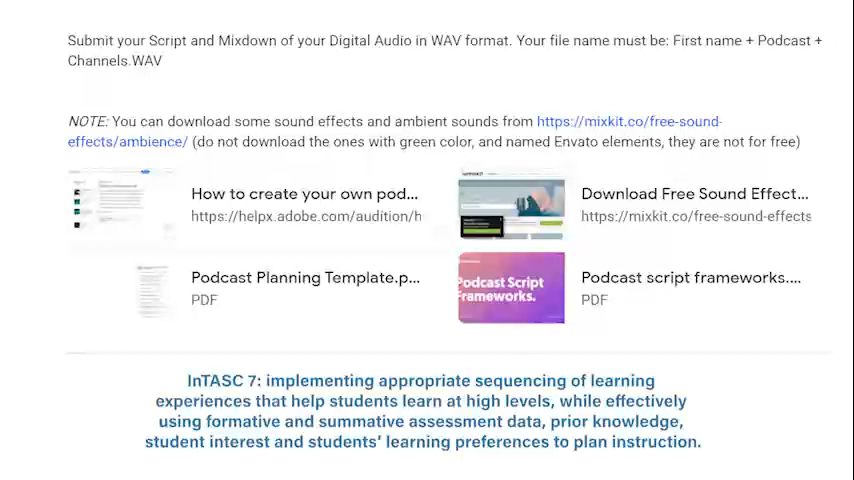 Submit your Script and Mixdown of your Digital Audio in WAV format. Your file name must be: First name + Podcast +
Channels.WAV
NOTE: You can download some sound effects and ambient sounds from https://mixkit.co/free-sound-
effects/ambience/ (do not download the ones with green color, and named Envato elements, they are not for free)
How to create your own pod...
https://helpx.adobe.com/audition/h
Download Free Sound Effect...
https://mixkit.co/free-sound-effects
Podcast Planning Template.p...
PDF
Podcast Script
Frameworks.
Podcast script frameworks....
PDF
InTASC 7: implementing appropriate sequencing of learning
experiences that help students learn at high levels, while effectively
using formative and summative assessment data, prior knowledge,
student interest and students' learning preferences to plan instruction.